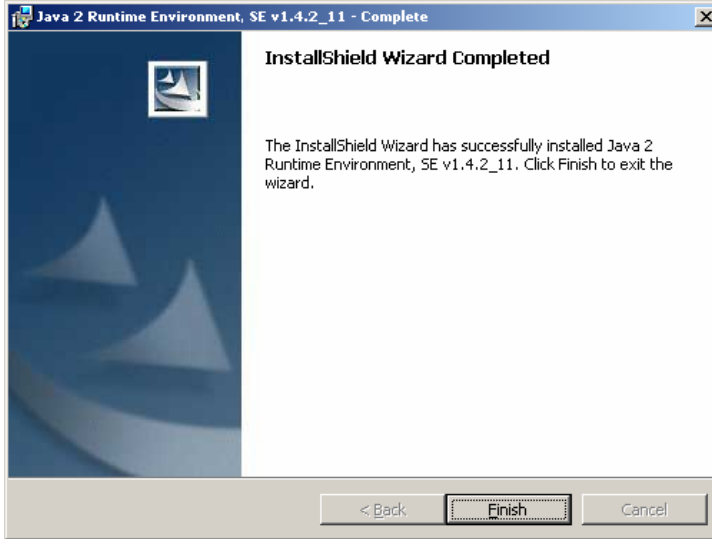 Java 2 Runtime Environment, SE v1.4.2_11 - Complete
InstallShield Wizard Completed
The InstallShield Wizard has successfully installed Java 2
Runtime Environment, SE v1.4.2_11. Click Finish to exit the
wizard.
< Back Finish Cancel